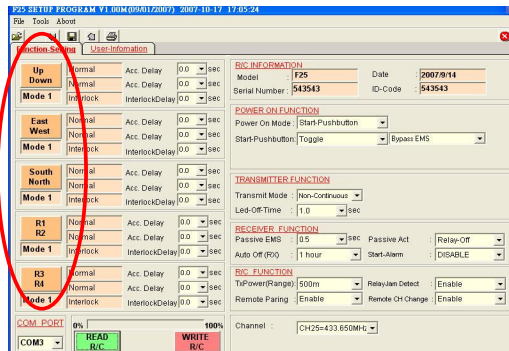 F25 SETUP PROGRAM V1.00M(09/01/2007) 2007-10-17 17:05:24
File Tools About
Function-Setting User-Information
Up Down Normal Acc. Delay 0.0 sec
Normal Acc. Delay 0.0 sec
Mode 1 Interlock InterlockDelay 0.0 sec
East West Normal Acc. Delay 0.0 sec
Normal Acc. Delay 0.0 sec
Mode 1 Interlock InterlockDelay 0.0 sec
South North Normal Acc. Delay 0.0 sec
Normal Acc. Delay 0.0 sec
Mode 1 Interlock InterlockDelay 0.0 sec
R1 R2 Normal Acc. Delay 0.0 sec
Normal Acc. Delay 0.0 sec
Mode 1 Interlock InterlockDelay 0.0 sec
R3 R4 Normal Acc. Delay 0.0 sec
Normal Acc. Delay 0.0 sec
Mode 1 Interlock InterlockDelay 0.0 sec
COM PORT 0% 100%
COM3 READ R/C WRITE R/C
R/C INFORMATION
Model : F25 Date : 2007/9/14
Serial Number : 543543 ID-Code : 543543
POWER ON FUNCTION
Power On Mode : Start-Pushbutton
Start-Pushbutton: Toggle Bypass EMS
TRANSMITTER FUNCTION
Transmit Mode : Non-Continuous
Led-Off-Time : 1.0 sec
RECEIVER FUNCTION
Passive EMS : 0.5 sec Passive Act : Relay-Off
Auto Off (RX) : 1 hour Start-Alarm : DISABLE
R/C FUNCTION
TxPower(Range): 500m RelayJam Detect : Enable
Remote Paring : Enable Remote CH Change : Enable
Channel : CH25=433.650MHz